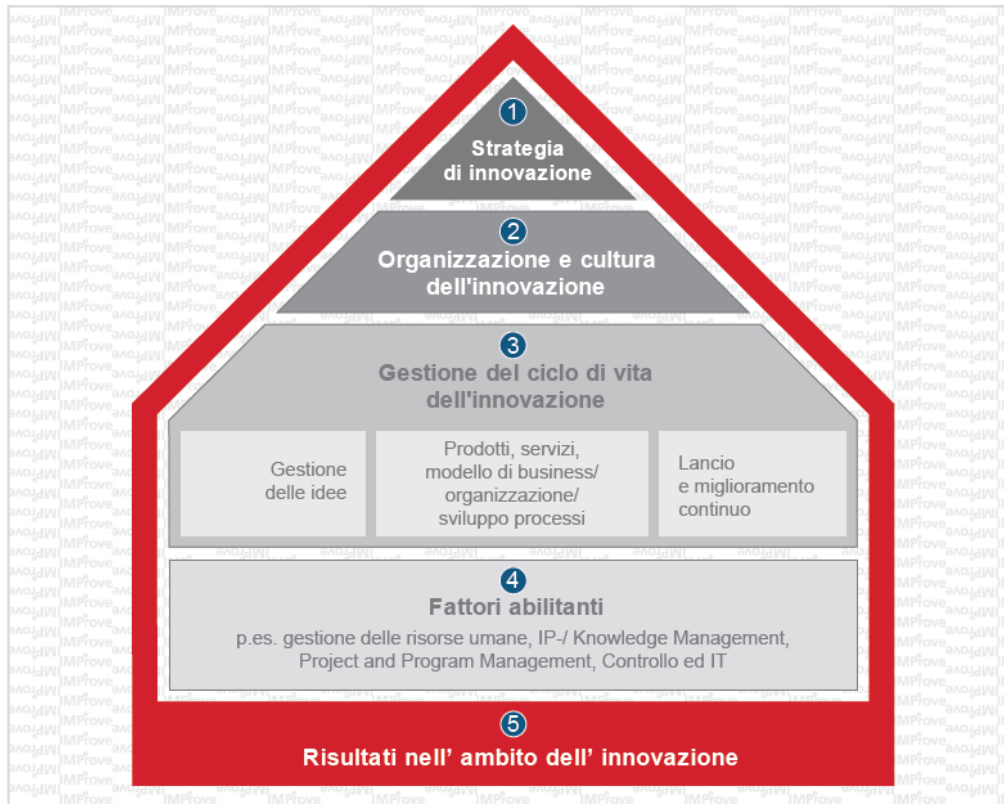 1
Strategia
di innovazione
2
Organizzazione e cultura
dell'innovazione
3
Gestione del ciclo di vita
dell'innovazione
Gestione
delle idee
Prodotti, servizi,
modello di business/
organizzazione/
sviluppo processi
Lancio
e miglioramento
continuo
4
Fattori abilitanti
p.es. gestione delle risorse umane, IP-/ Knowledge Management,
Project and Program Management, Controllo ed IT
5
Risultati nell' ambito dell' innovazione
IMProve